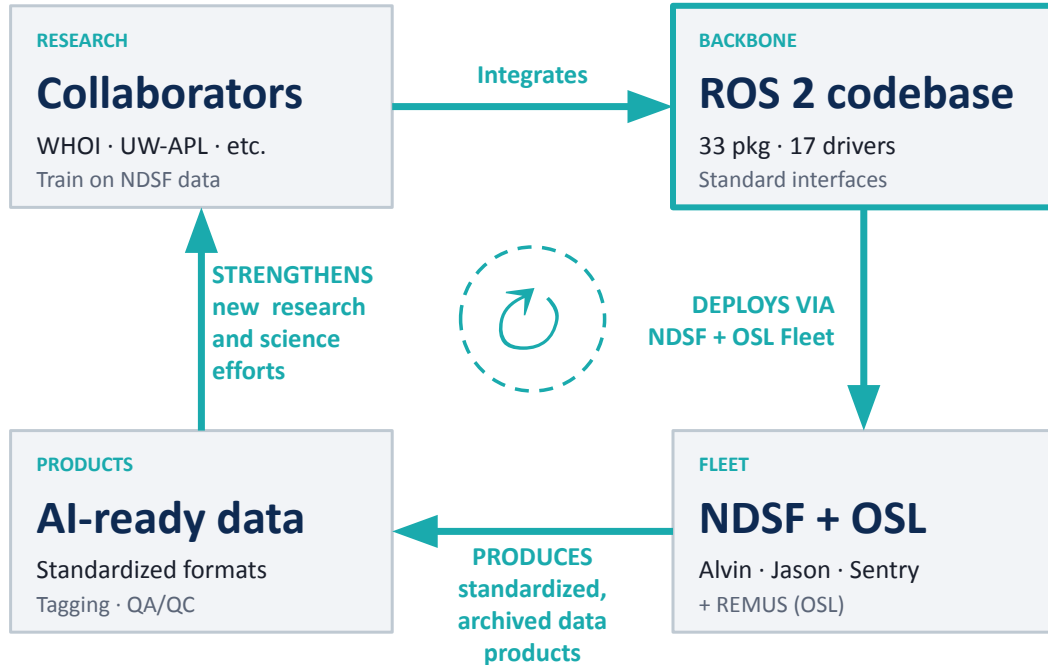 RESEARCH
Collaborators
WHOI · UW-APL · etc.
Train on NDSF data
Integrates
BACKBONE
ROS 2 codebase
33 pkg · 17 drivers
Standard interfaces
STRENGTHENS
new research
and science
efforts
DEPLOYS VIA
NDSF + OSL Fleet
PRODUCTS
AI-ready data
Standardized formats
Tagging · QA/QC
PRODUCES
standardized,
archived data
products
FLEET
NDSF + OSL
Alvin · Jason · Sentry
+ REMUS (OSL)